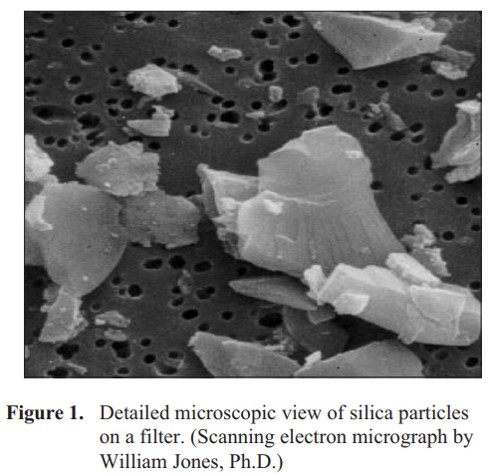 Figure 1. Detailed microscopic view of silica particles
on a filter. (Scanning electron micrograph by
William Jones, Ph.D.)